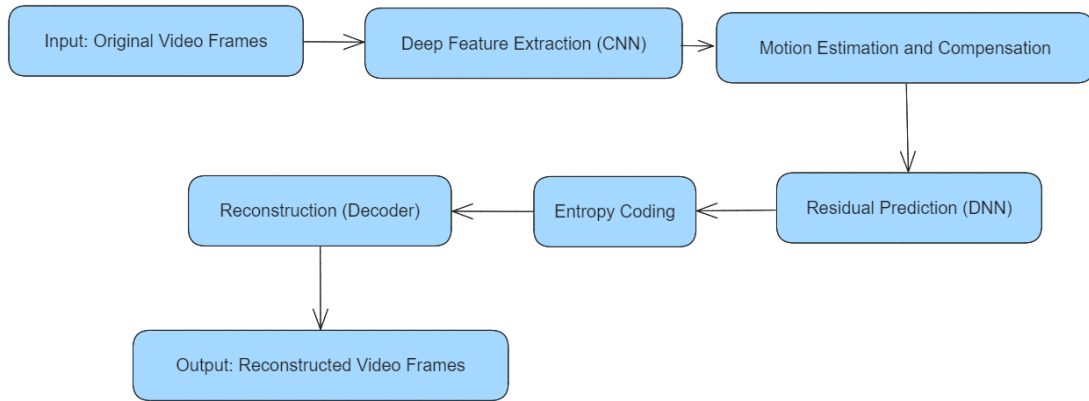 Input: Original Video Frames
Deep Feature Extraction (CNN)
Motion Estimation and Compensation
Residual Prediction (DNN)
Entropy Coding
Reconstruction (Decoder)
Output: Reconstructed Video Frames